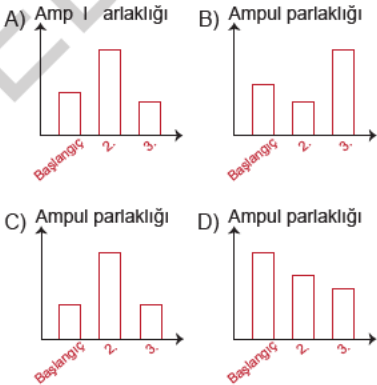 A) Amp l arlaklığı
Başlangıç 2. 3.
B) Ampul parlaklığı
Başlangıç 2. 3.
C) Ampul parlaklığı
Başlangıç 2. 3.
D) Ampul parlaklığı
Başlangıç 2. 3.